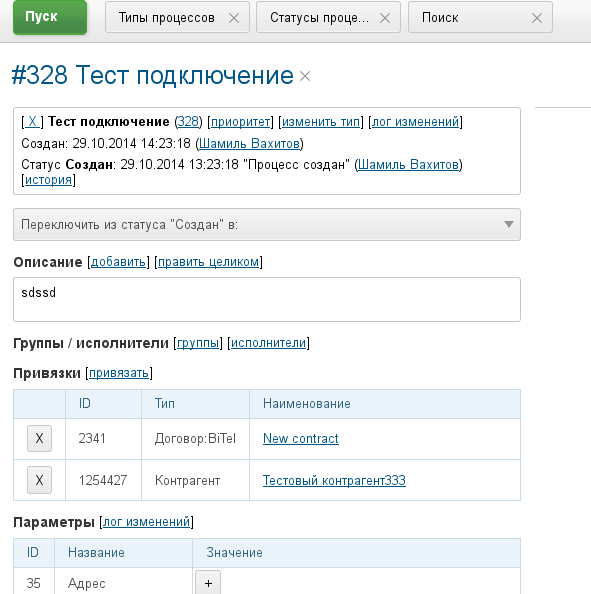 Пуск Типы процессов Статусы проце... Поиск
#328 Тест подключение
[ X ] Тест подключение (328) [приоритет] [изменить тип] [лог изменений]
Создан: 29.10.2014 14:23:18 (Шамиль Вахитов)
Статус Создан: 29.10.2014 13:23:18 "Процесс создан" (Шамиль Вахитов)
[история]
Переключить из статуса "Создан" в:
Описание [добавить] [править целиком]
sdssd
Группы / исполнители [группы] [исполнители]
Привязки [привязать]
ID Тип Наименование
X 2341 Договор:BiTel New contract
X 1254427 Контрагент Тестовый контрагент333
Параметры [лог изменений]
ID Название Значение
35 Адрес +